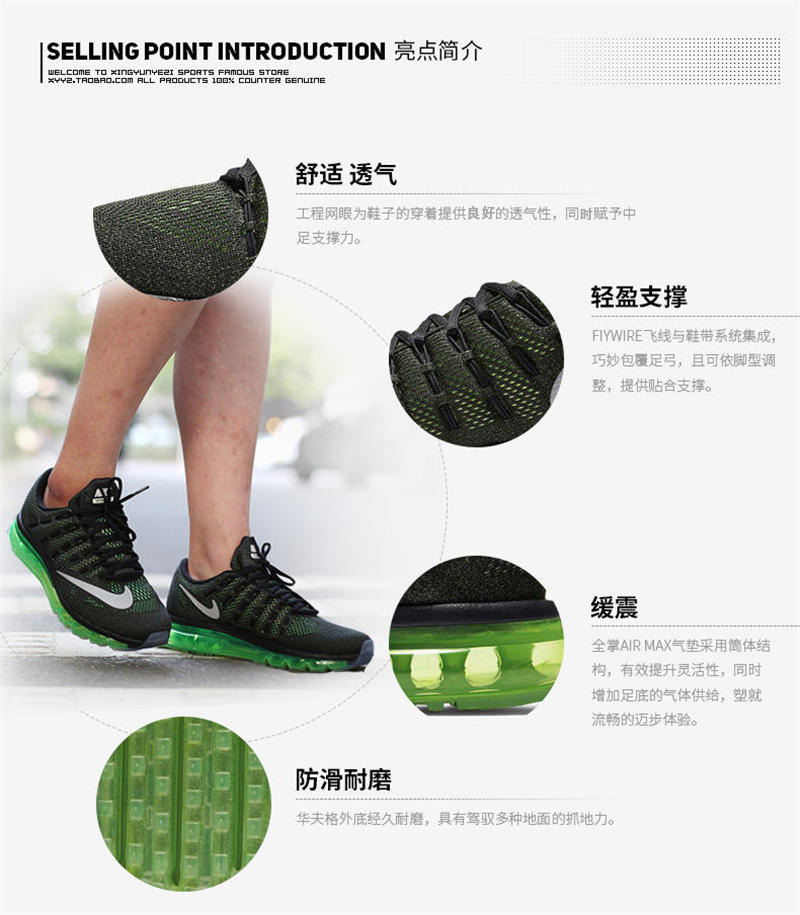 SELLING POINT INTRODUCTION 亮点简介
WELCOME TO XINGYUNYEZI SPORTS FAMOUS STORE
XYYZ.TAOBAO.COM ALL PRODUCTS 100% COUNTER GENUINE
舒适 透气
工程网眼为鞋子的穿着提供良好的透气性，同时赋予中
足支撑力。
轻盈支撑
FIYWIRE飞线与鞋带系统集成，
巧妙包覆足弓，且可依脚型调
整，提供贴合支撑。
缓震
全掌AIR MAX气垫采用筒体结
构，有效提升灵活性，同时
增加足底的气体供给，塑就
流畅的迈步体验。
防滑耐磨
华夫格外底经久耐磨，具有驾驭多种地面的抓地力。